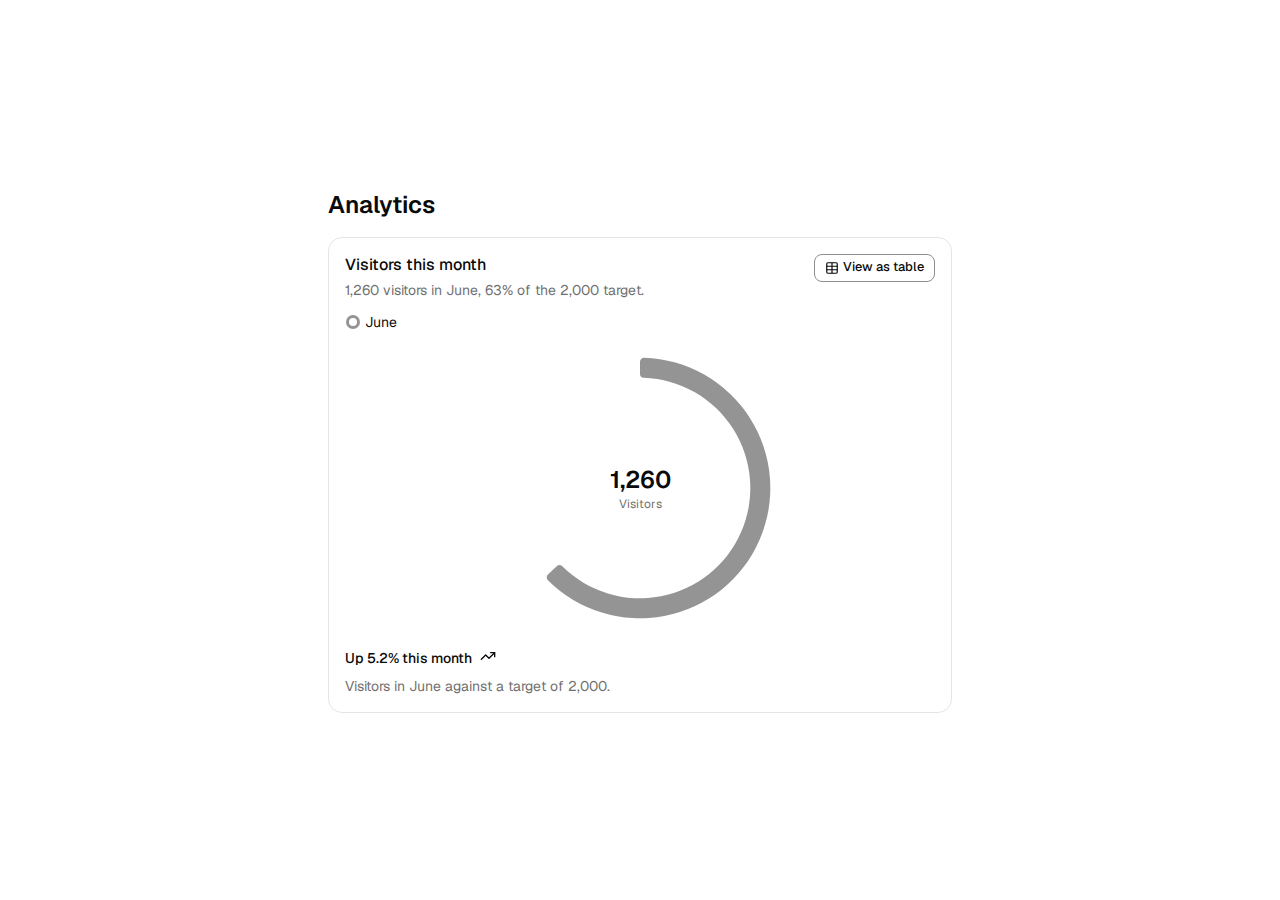 Analytics
Visitors this month
View as table
1,260 visitors in June, 63% of the 2,000 target.
June
1,260
Visitors
Up 5.2% this month
Visitors in June against a target of 2,000.